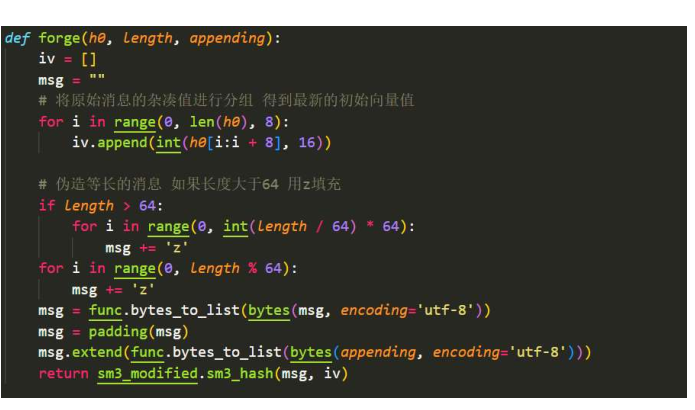 def forge(h0, length, appending):
    iv = []
    msg = ""
    # 将原始消息的杂凑值进行分组 得到最新的初始向量值
    for i in range(0, len(h0), 8):
        iv.append(int(h0[i:i + 8], 16))
    # 伪造等长的消息 如果长度大于64 用z填充
    if length > 64:
        for i in range(0, int(length / 64) * 64):
            msg += 'z'
    for i in range(0, length % 64):
        msg += 'z'
    msg = func.bytes_to_list(bytes(msg, encoding='utf-8'))
    msg = padding(msg)
    msg.extend(func.bytes_to_list(bytes(appending, encoding='utf-8')))
    return sm3_modified.sm3_hash(msg, iv)